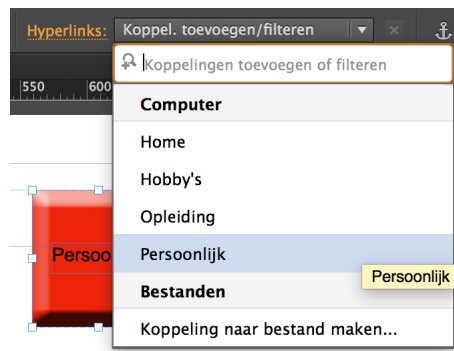 Hyperlinks: Koppel. toevoegen/filteren
Koppelingen toevoegen of filteren
550 600
Computer
Home
Hobby's
Opleiding
Persoo
Persoonlijk
Persoonlijk
Bestanden
Koppeling naar bestand maken...